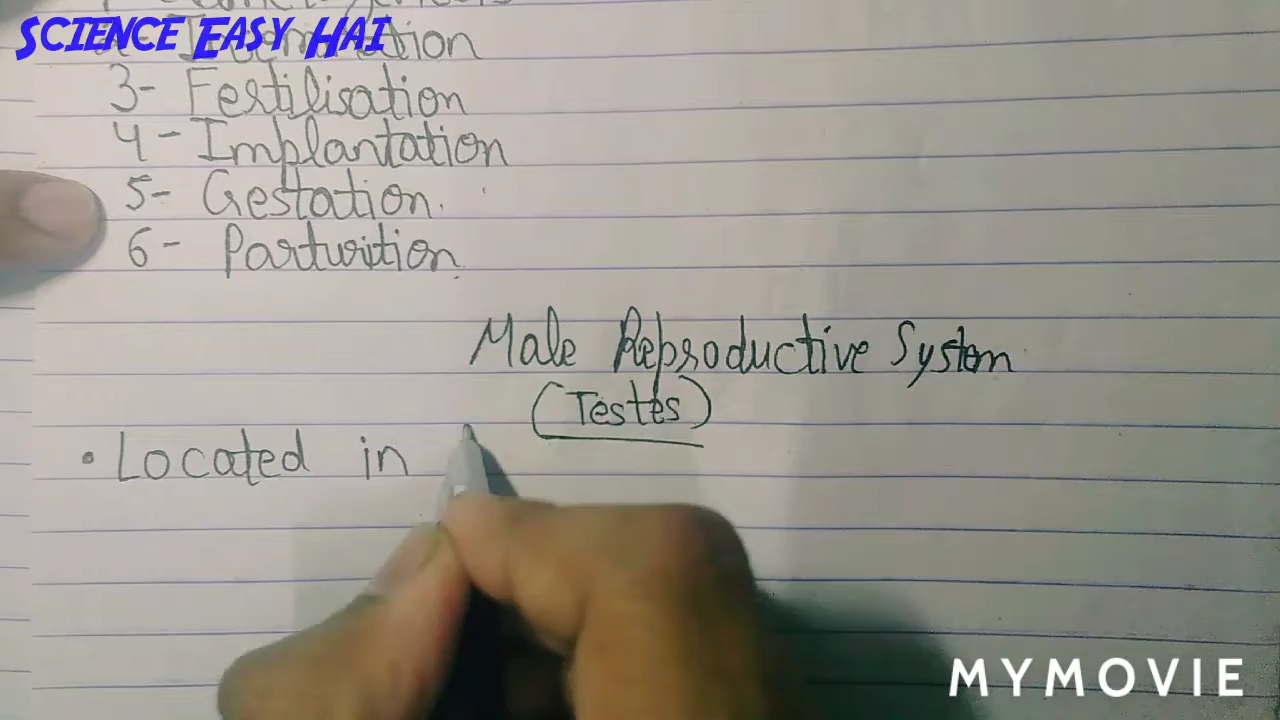 SCIENCE EASY HAI
3- Fertilisation
4- Implantation
5- Gestation.
6- Parturition.
Male Reproductive System
(Testes)
• Located in
MYMOVIE